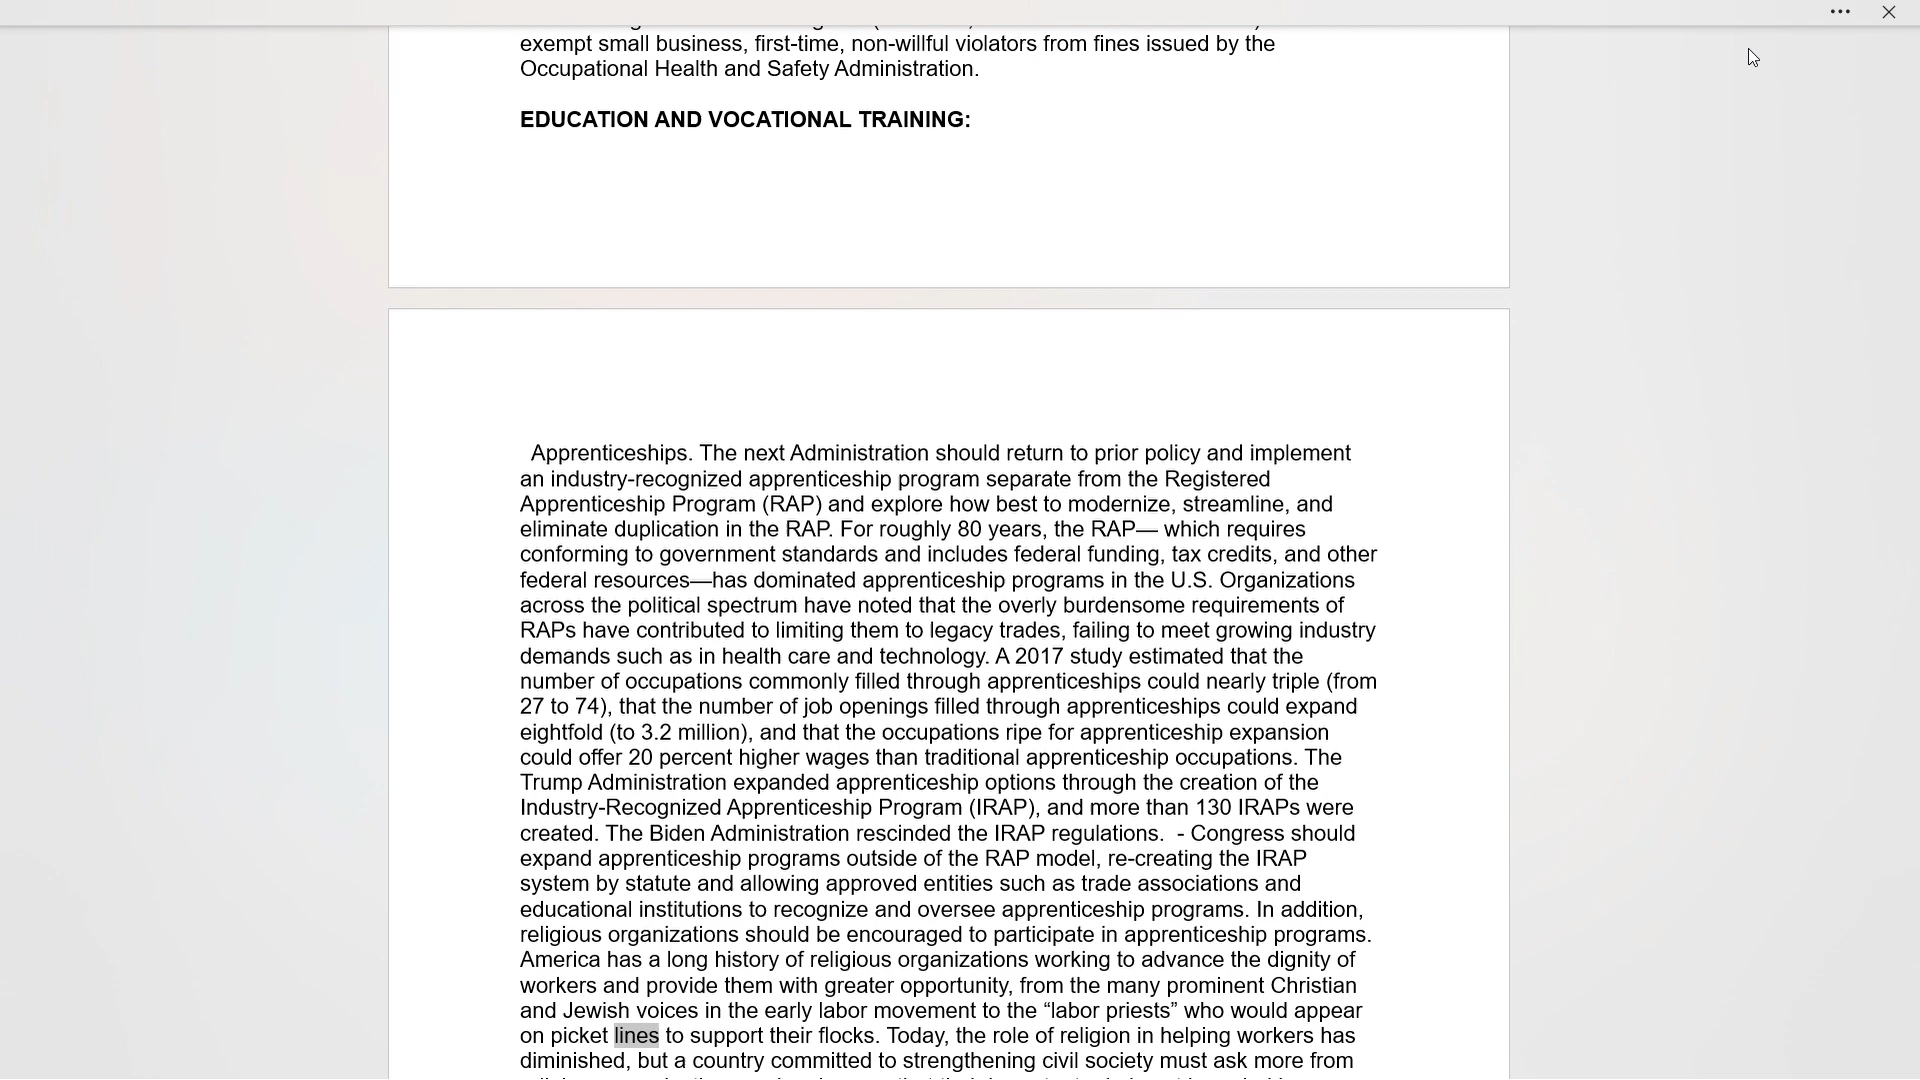 exempt small business, first-time, non-willful violators from fines issued by the
Occupational Health and Safety Administration.
EDUCATION AND VOCATIONAL TRAINING:
Apprenticeships. The next Administration should return to prior policy and implement
an industry-recognized apprenticeship program separate from the Registered
Apprenticeship Program (RAP) and explore how best to modernize, streamline, and
eliminate duplication in the RAP. For roughly 80 years, the RAP— which requires
conforming to government standards and includes federal funding, tax credits, and other
federal resources—has dominated apprenticeship programs in the U.S. Organizations
across the political spectrum have noted that the overly burdensome requirements of
RAPs have contributed to limiting them to legacy trades, failing to meet growing industry
demands such as in health care and technology. A 2017 study estimated that the
number of occupations commonly filled through apprenticeships could nearly triple (from
27 to 74), that the number of job openings filled through apprenticeships could expand
eightfold (to 3.2 million), and that the occupations ripe for apprenticeship expansion
could offer 20 percent higher wages than traditional apprenticeship occupations. The
Trump Administration expanded apprenticeship options through the creation of the
Industry-Recognized Apprenticeship Program (IRAP), and more than 130 IRAPs were
created. The Biden Administration rescinded the IRAP regulations.  - Congress should
expand apprenticeship programs outside of the RAP model, re-creating the IRAP
system by statute and allowing approved entities such as trade associations and
educational institutions to recognize and oversee apprenticeship programs. In addition,
religious organizations should be encouraged to participate in apprenticeship programs.
America has a long history of religious organizations working to advance the dignity of
workers and provide them with greater opportunity, from the many prominent Christian
and Jewish voices in the early labor movement to the “labor priests” who would appear
on picket lines to support their flocks. Today, the role of religion in helping workers has
diminished, but a country committed to strengthening civil society must ask more from